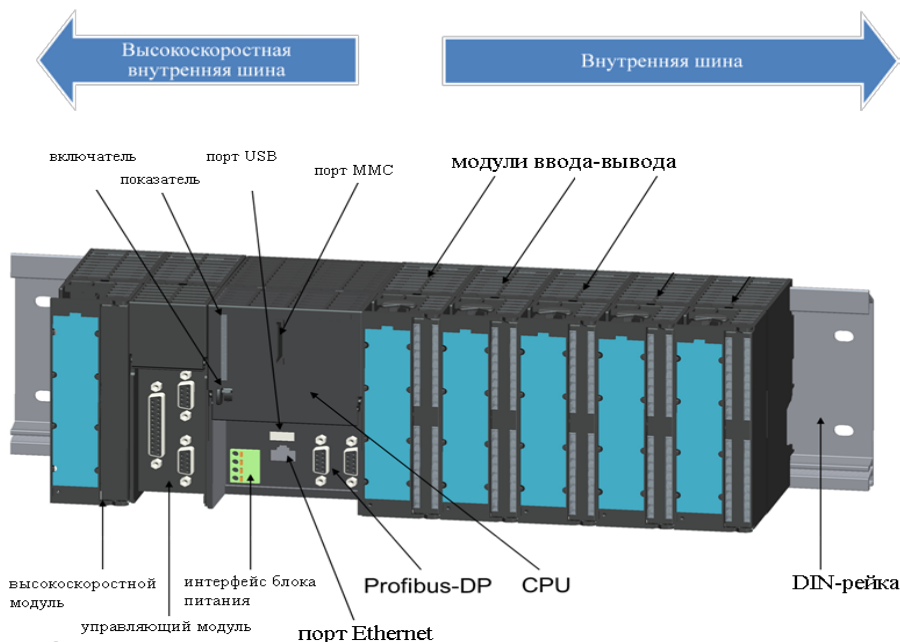 Высокоскоростная
внутренняя шина
Внутренняя шина
включатель
порт USB
показатель
порт MMC
модули ввода-вывода
высокоскоростной
модуль
управляющий модуль
интерфейс блока
питания
порт Ethernet
Profibus-DP
CPU
DIN-рейка